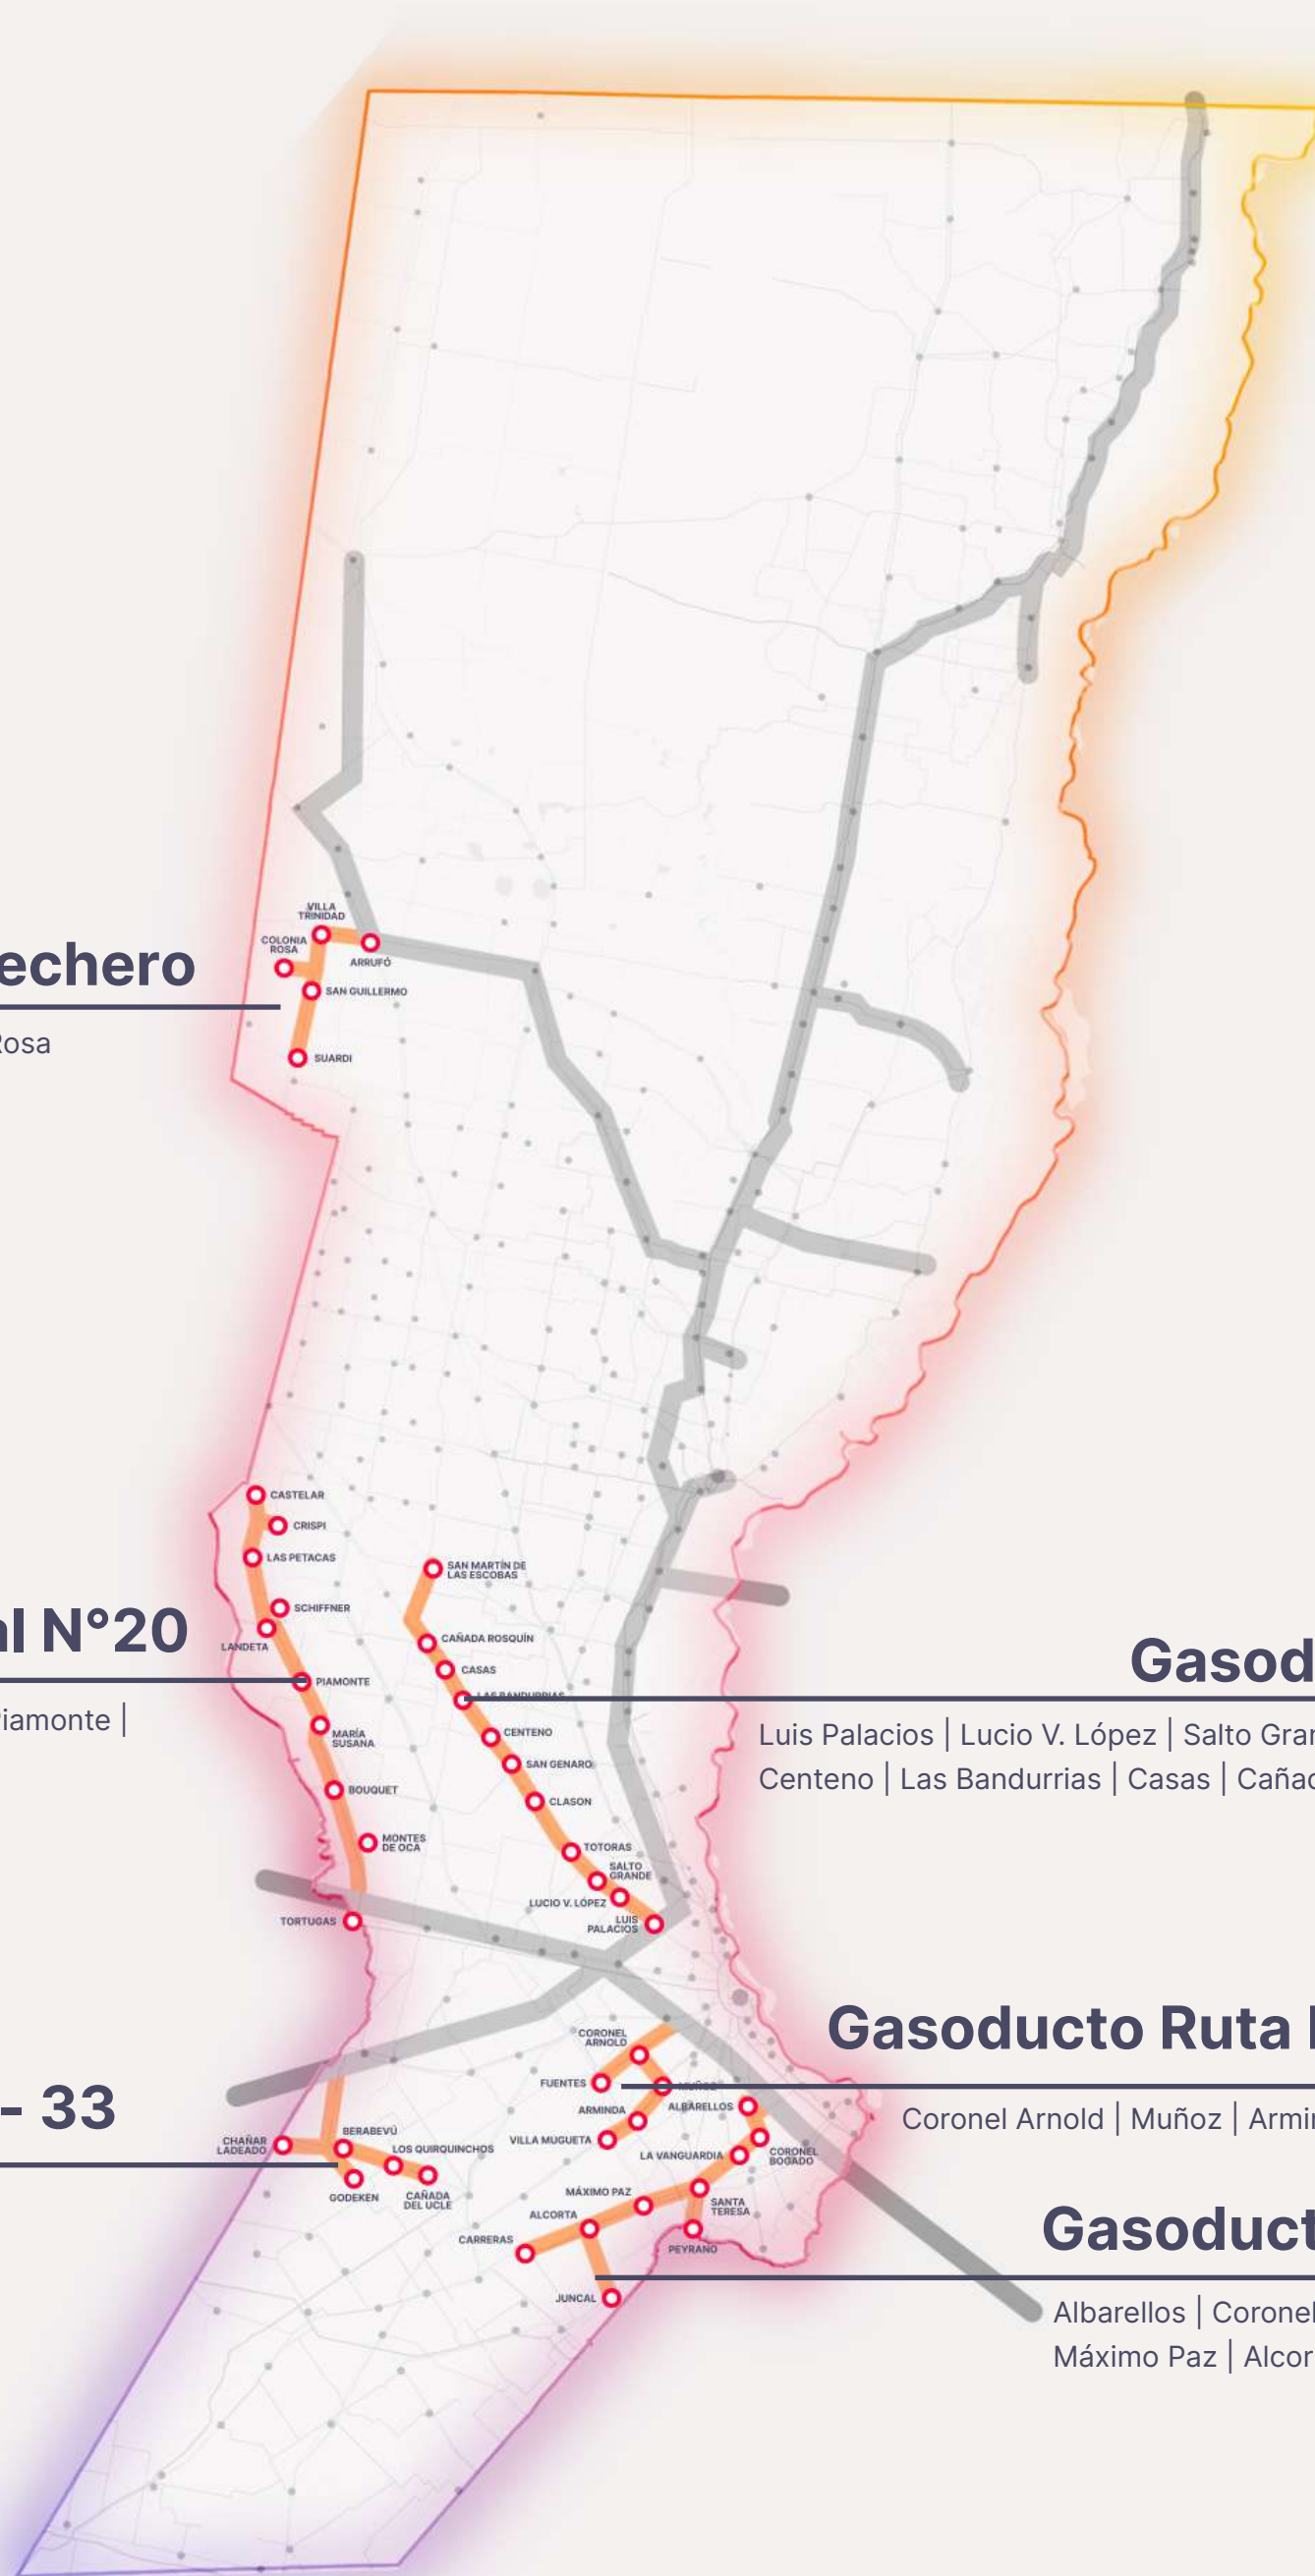 VILLA
TRINIDAD
COLONIA
ROSA
ARRUFÓ
echero
SAN GUILLERMO
Rosa
SUARDI
CASTELAR
CRISPI
LAS PETACAS
SAN MARTÍN DE
LAS ESCOBAS
SCHIFFNER
al N°20
LANDETA
CAÑADA ROSQUÍN
Gasod
CASAS
PIAMONTE
LAS BANDURRIAS
Piamonte |
MARÍA
SUSANA
CENTENO
Luis Palacios | Lucio V. López | Salto Gra
SAN GENARO
Centeno | Las Bandurrias | Casas | Cañad
BOUQUET
CLASON
MONTES
DE OCA
TOTORAS
SALTO
GRANDE
LUCIO V. LÓPEZ
TORTUGAS
LUIS
PALACIOS
Gasoducto Ruta
CORONEL
ARNOLD
FUENTES
MUÑOZ
- 33
ALBARELLOS
ARMINDA
Coronel Arnold | Muñoz | Armi
BERABEVÚ
CHAÑAR
LADEADO
VILLA MUGUETA
LOS QUIRQUINCHOS
LA VANGUARDIA
CORONEL
BOGADO
GODEKEN
CAÑADA
DEL UCLE
MÁXIMO PAZ
SANTA
TERESA
ALCORTA
Gasoduct
CARRERAS
PEYRANO
JUNCAL
Albarellos | Coronel
Máximo Paz | Alcor